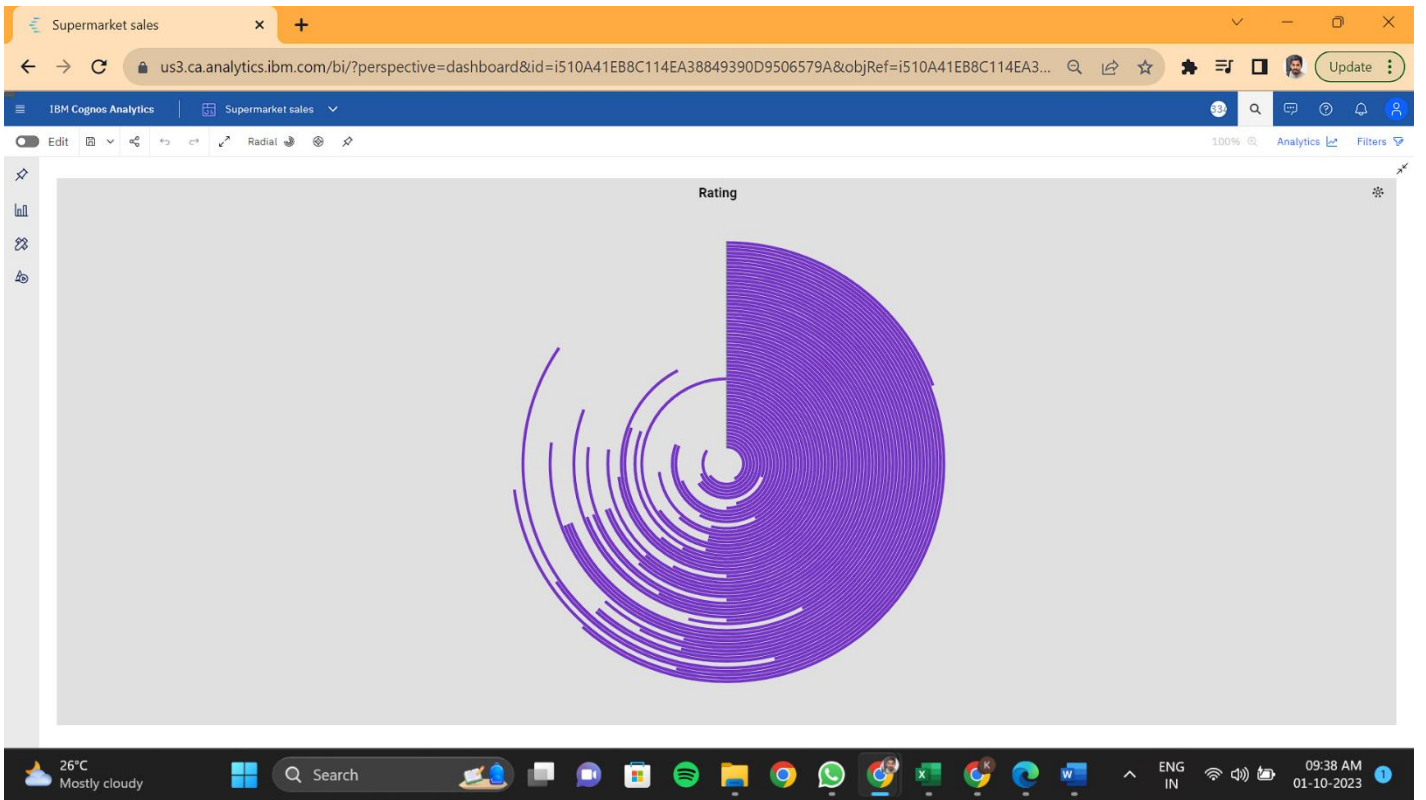 Supermarket sales
us3.ca.analytics.ibm.com/bi/?perspective=dashboard&id=i510A41EB8C114EA38849390D9506579A&objRef=i510A41EB8C114EA3...
Update
IBM Cognos Analytics
Supermarket sales
334
Edit
Radial
100%
Analytics
Filters
Rating
26°C
Mostly cloudy
Search
ENG
IN
09:38 AM
01-10-2023
1